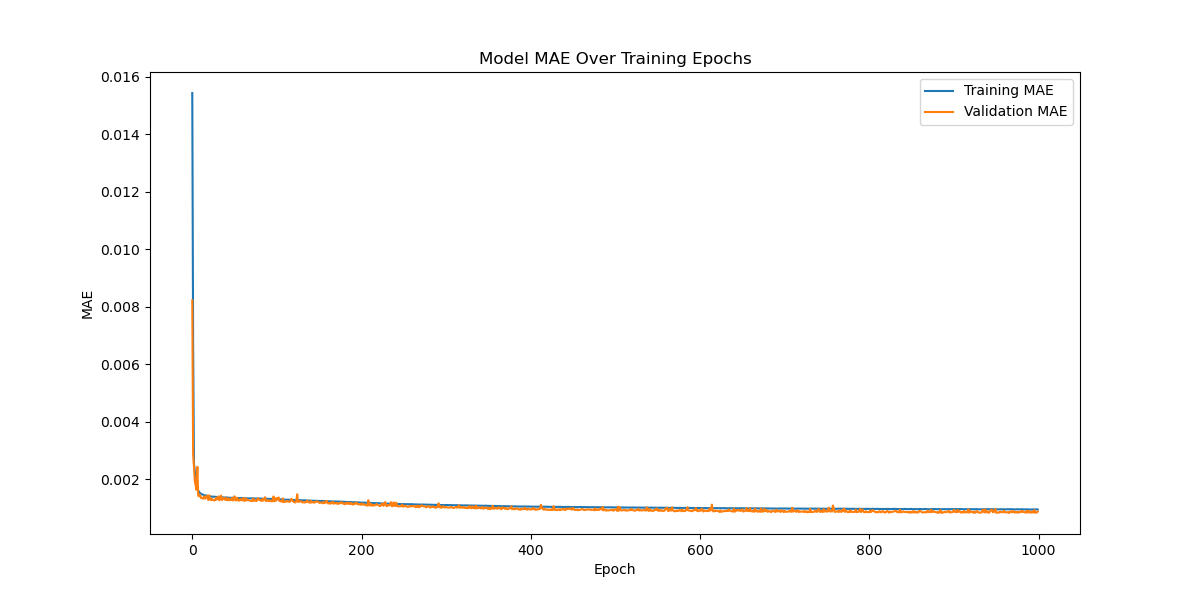 Model MAE Over Training Epochs
Training MAE
Validation MAE
0.016
0.014
0.012
0.010
0.008
0.006
0.004
0.002
MAE
0
200
400
600
800
1000
Epoch